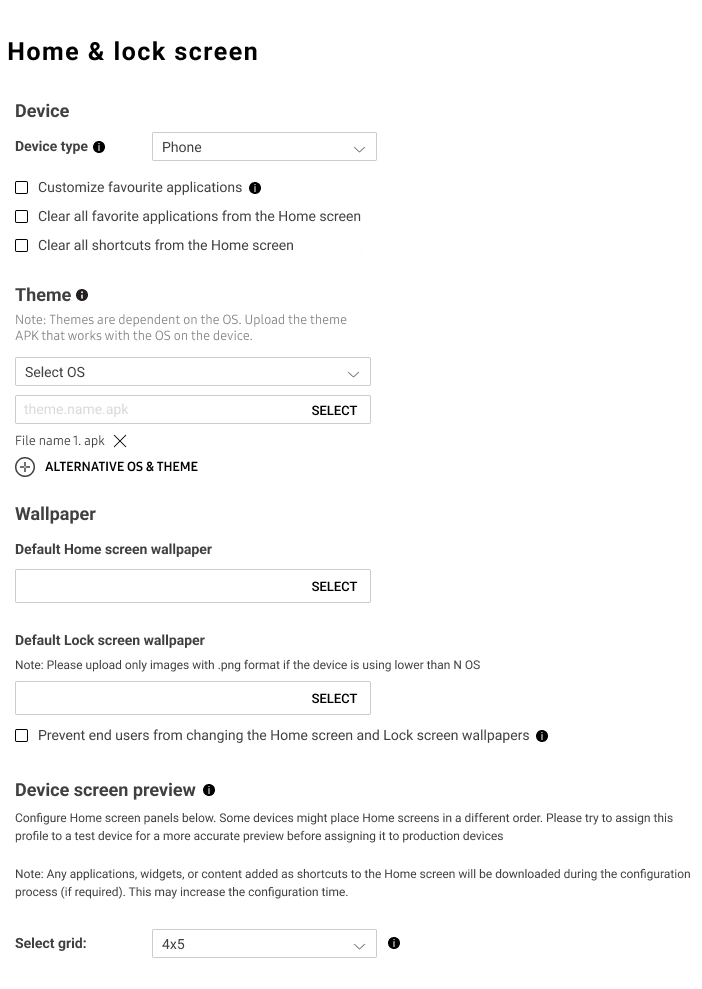 Home & lock screen
Device
Device type
Phone
Customize favourite applications
Clear all favorite applications from the Home screen
Clear all shortcuts from the Home screen
Theme
Note: Themes are dependent on the OS. Upload the theme
APK that works with the OS on the device.
Select OS
theme.name.apk SELECT
File name 1. apk
ALTERNATIVE OS & THEME
Wallpaper
Default Home screen wallpaper
SELECT
Default Lock screen wallpaper
Note: Please upload only images with .png format if the device is using lower than N OS
SELECT
Prevent end users from changing the Home screen and Lock screen wallpapers
Device screen preview
Configure Home screen panels below. Some devices might place Home screens in a different order. Please try to assign this
profile to a test device for a more accurate preview before assigning it to production devices
Note: Any applications, widgets, or content added as shortcuts to the Home screen will be downloaded during the configuration
process (if required). This may increase the configuration time.
Select grid:
4x5